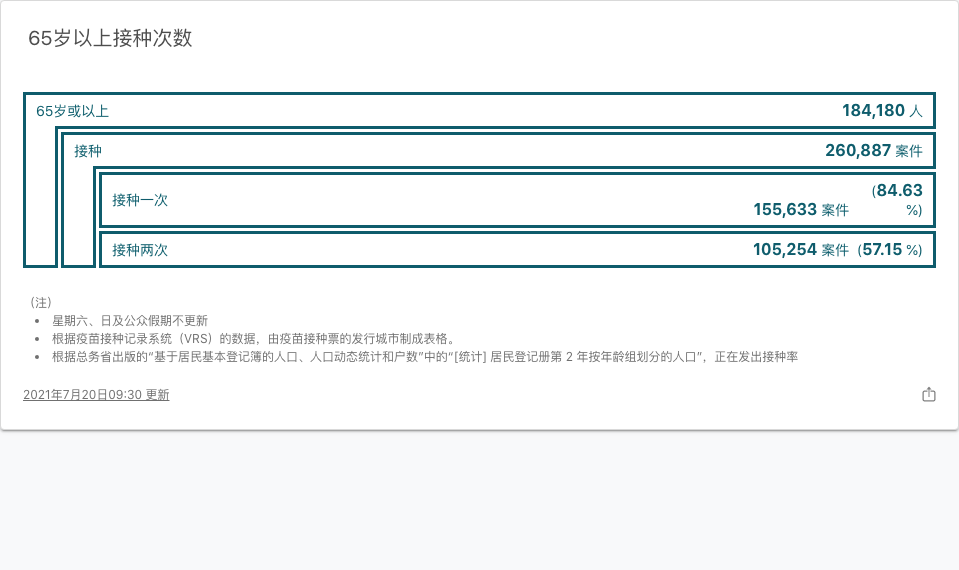 65岁以上接种次数
65岁或以上 184,180 人
接种 260,887 案件
接种一次 155,633 案件 (84.63 %)
接种两次 105,254 案件 (57.15 %)
（注）
• 星期六、日及公众假期不更新
• 根据疫苗接种记录系统（VRS）的数据，由疫苗接种票的发行城市制成表格。
• 根据总务省出版的“基于居民基本登记簿的人口、人口动态统计和户数”中的“[统计] 居民登记册第 2 年按年龄组划分的人口”，正在发出接种率
2021年7月20日09:30 更新